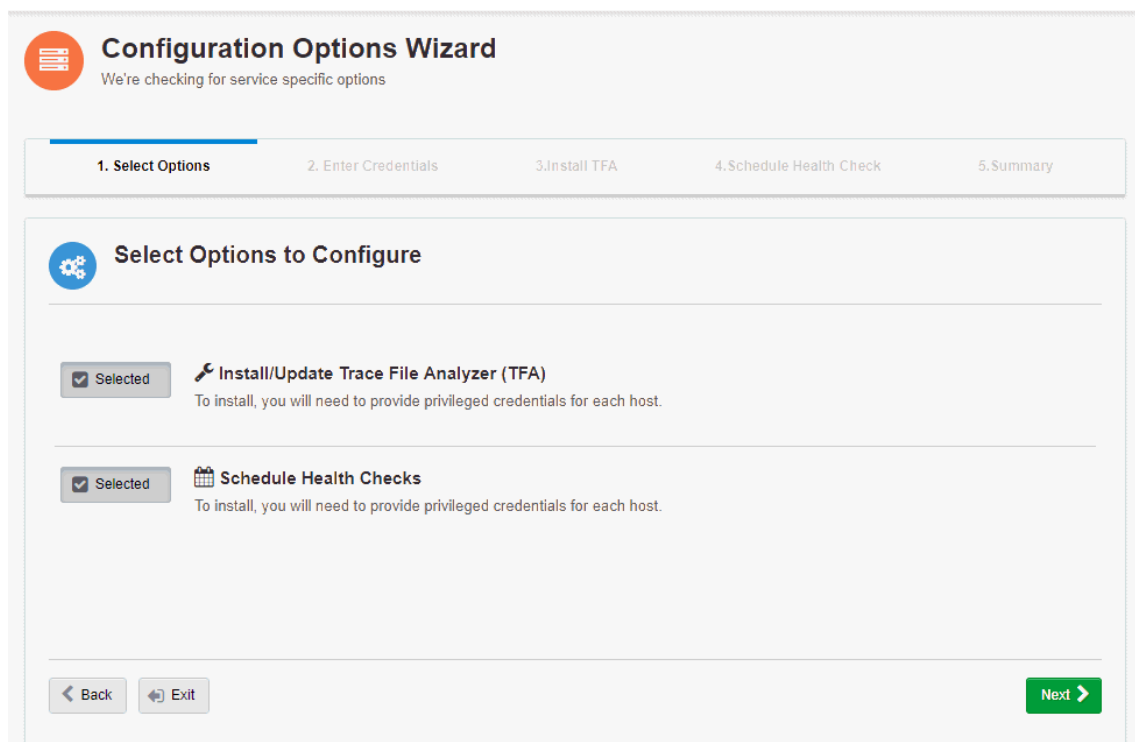 Configuration Options Wizard
We're checking for service specific options
1. Select Options 2. Enter Credentials 3.Install TFA 4.Schedule Health Check 5.Summary
Select Options to Configure
Selected Install/Update Trace File Analyzer (TFA)
To install, you will need to provide privileged credentials for each host.
Selected Schedule Health Checks
To install, you will need to provide privileged credentials for each host.
Back Exit Next